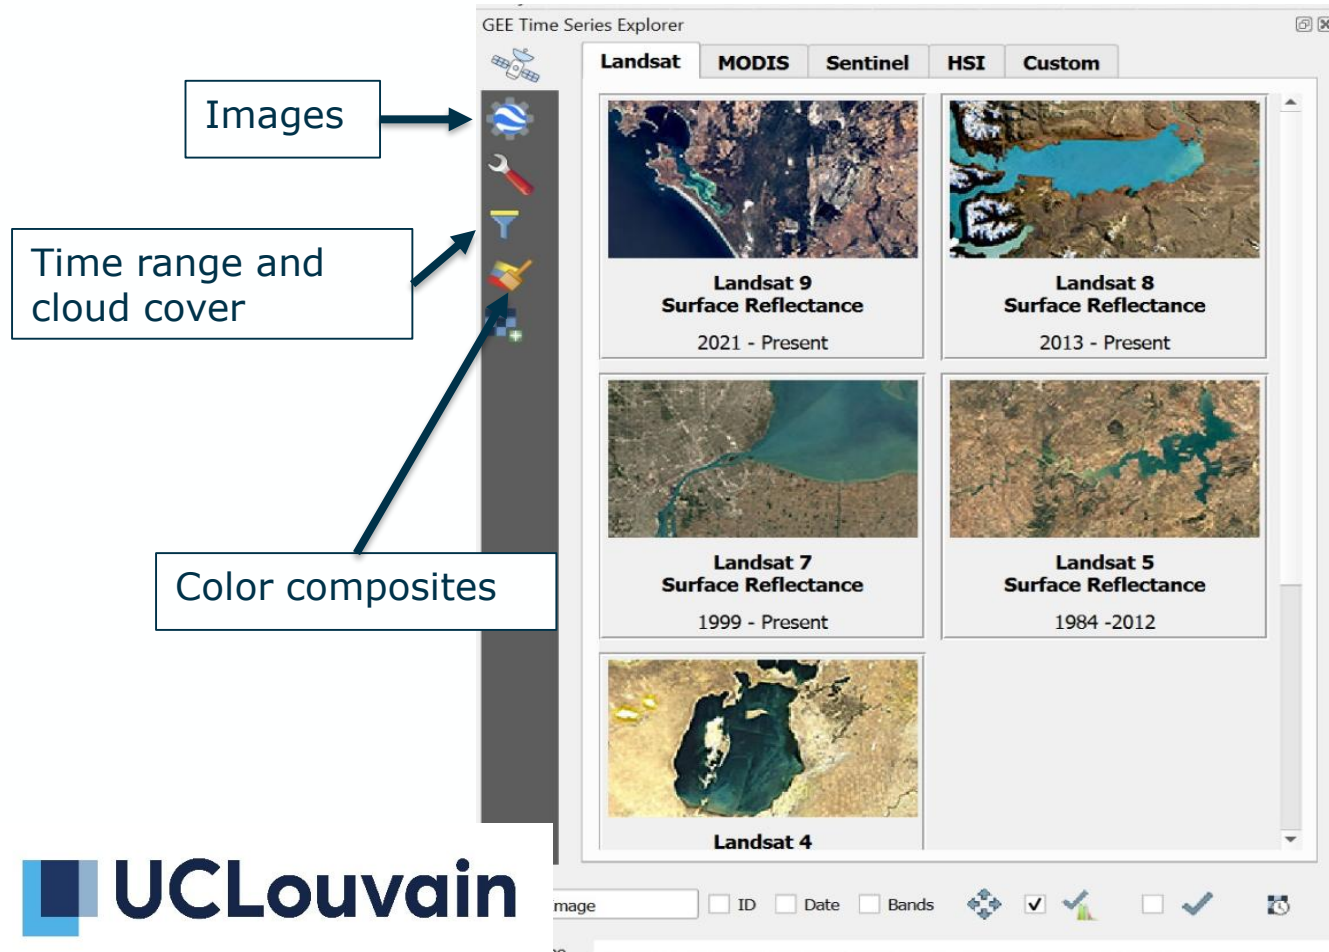 GEE Time Series Explorer
Landsat
MODIS
Sentinel
HSI
Custom
Images
Time range and
cloud cover
Color composites
Landsat 9
Surface Reflectance
2021 - Present
Landsat 8
Surface Reflectance
2013 - Present
Landsat 7
Surface Reflectance
1999 - Present
Landsat 5
Surface Reflectance
1984 -2012
Landsat 4
UCLouvain
ID
Date
Bands